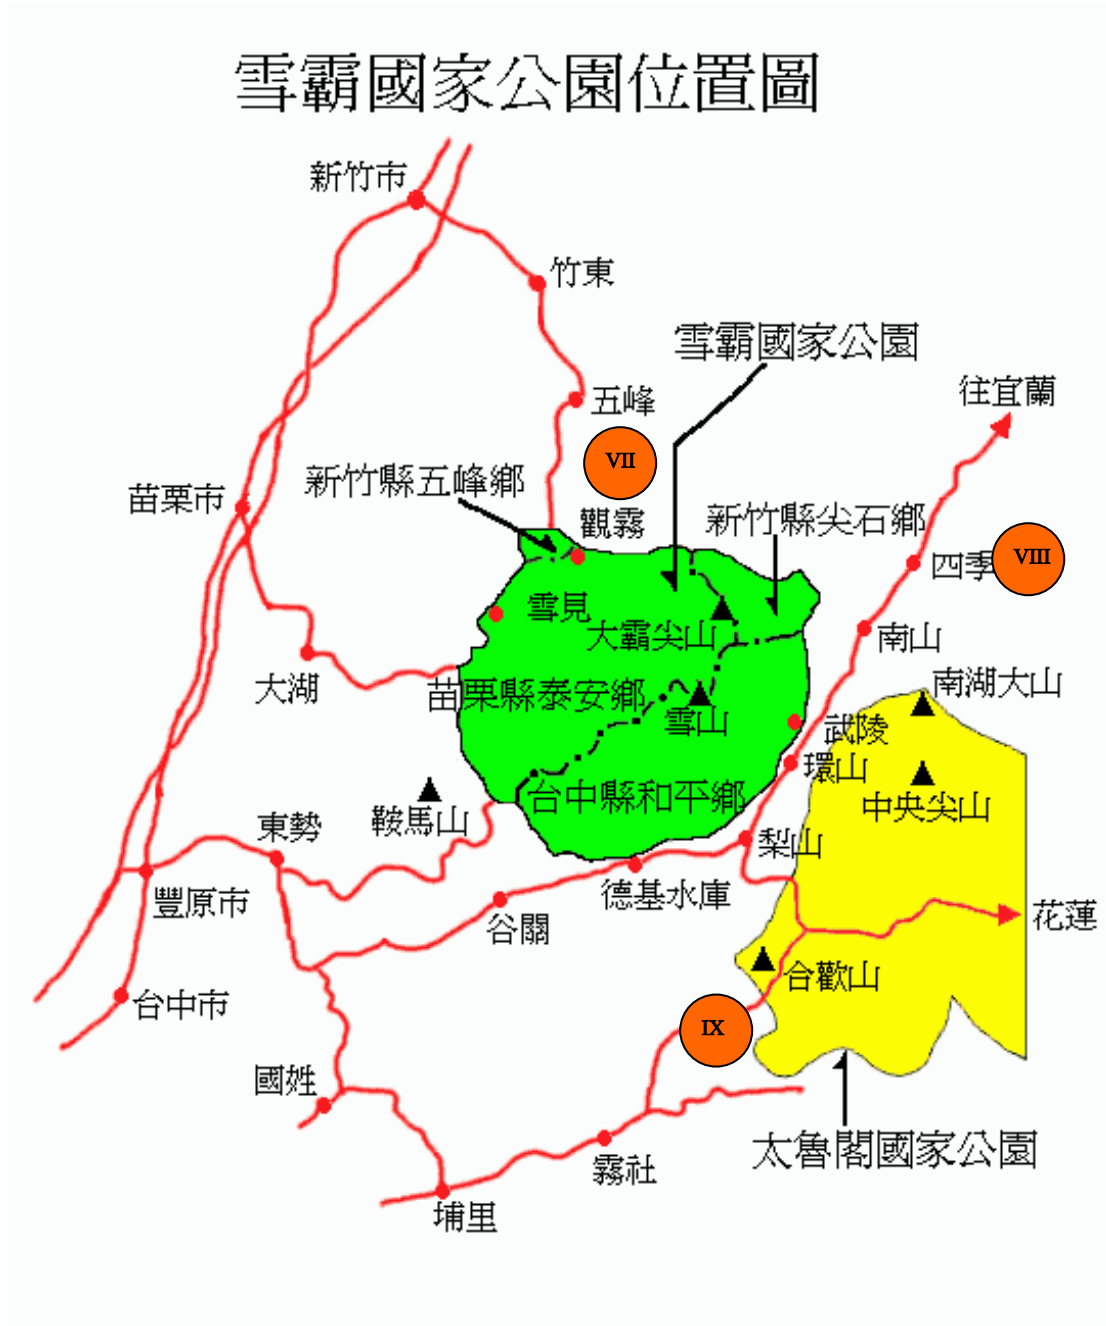 雪霸國家公園位置圖
新竹市
竹東
雪霸國家公園
往宜蘭
五峰
VII
新竹縣五峰鄉
苗栗市
觀霧
新竹縣尖石鄉
四季
VIII
雪見
大霸尖山
南山
大湖
苗栗縣泰安鄉
南湖大山
雪山
武陵
環山
台中縣和平鄉
中央尖山
鞍馬山
東勢
梨山
豐原市
德基水庫
谷關
花蓮
合歡山
台中市
IX
國姓
太魯閣國家公園
霧社
埔里